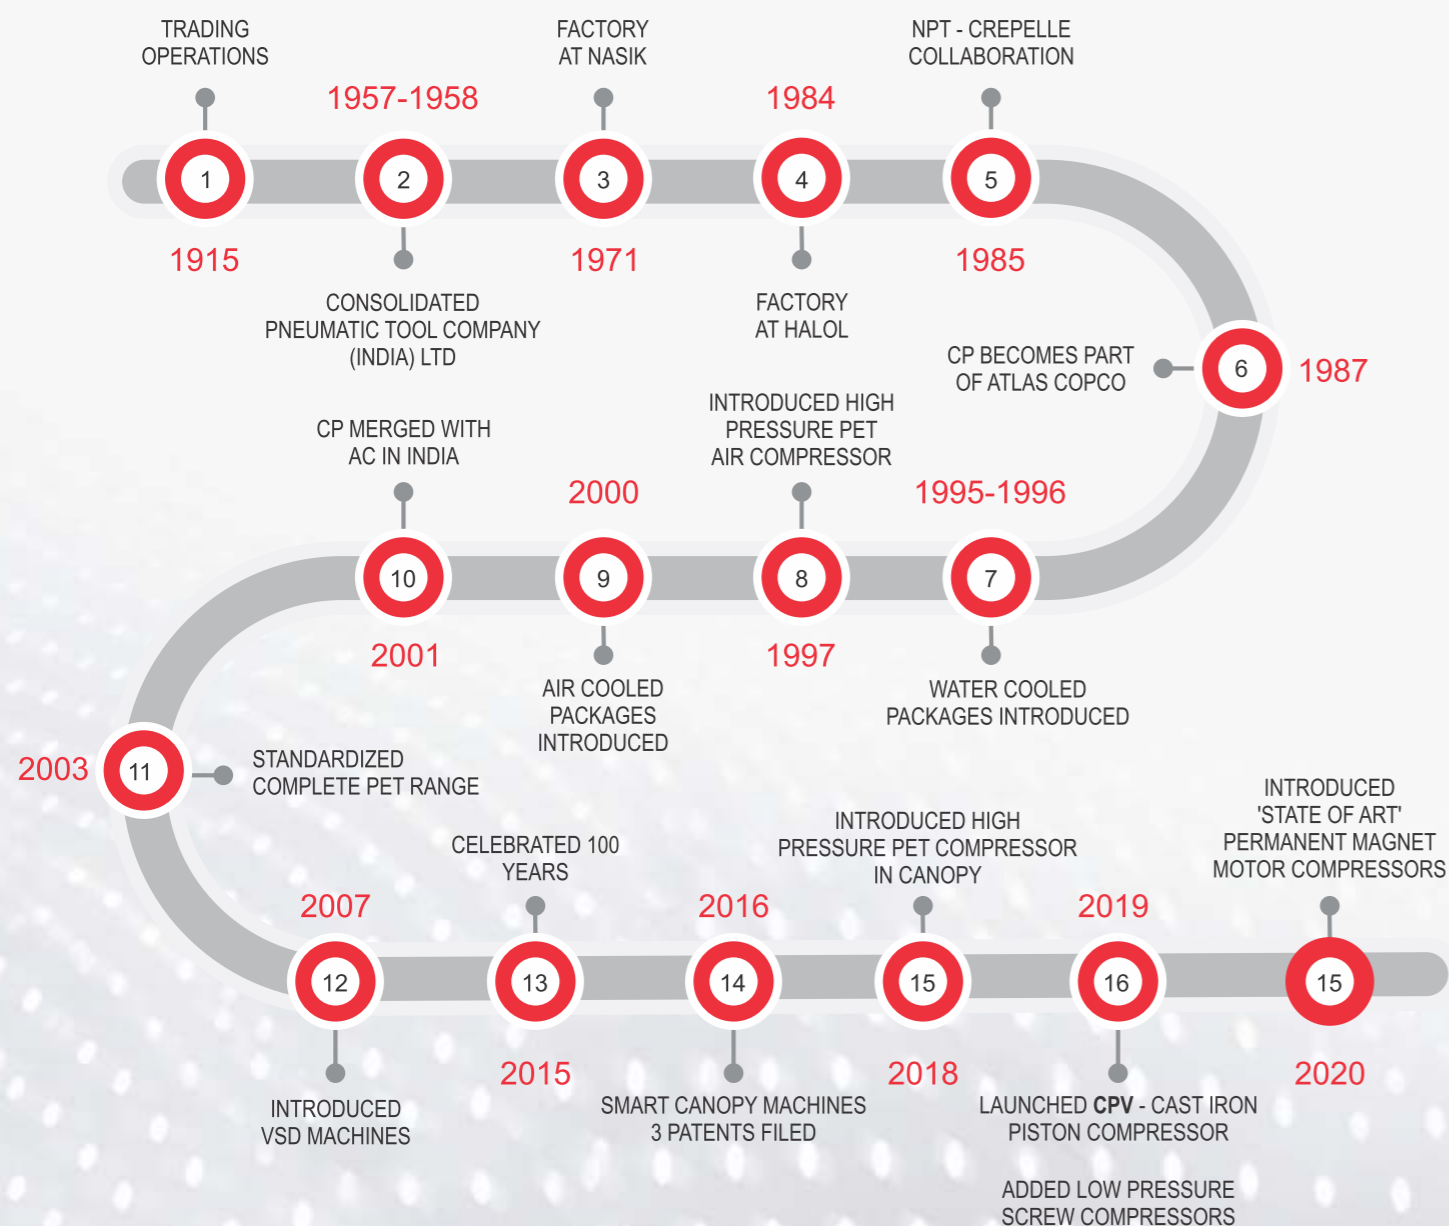 TRADING
OPERATIONS
1
1915
1957-1958
2
CONSOLIDATED
PNEUMATIC TOOL COMPANY
(INDIA) LTD
FACTORY
AT NASIK
3
1971
1984
4
FACTORY
AT HALOL
NPT - CREPELLE
COLLABORATION
5
1985
CP BECOMES PART
OF ATLAS COPCO
6
1987
1995-1996
7
WATER COOLED
PACKAGES INTRODUCED
INTRODUCED HIGH
PRESSURE PET
AIR COMPRESSOR
8
1997
2000
9
AIR COOLED
PACKAGES
INTRODUCED
CP MERGED WITH
AC IN INDIA
10
2001
2003
11
STANDARDIZED
COMPLETE PET RANGE
2007
12
INTRODUCED
VSD MACHINES
CELEBRATED 100
YEARS
13
2015
2016
14
SMART CANOPY MACHINES
3 PATENTS FILED
INTRODUCED HIGH
PRESSURE PET COMPRESSOR
IN CANOPY
15
2018
2019
16
LAUNCHED CPV - CAST IRON
PISTON COMPRESSOR
ADDED LOW PRESSURE
SCREW COMPRESSORS
INTRODUCED
'STATE OF ART'
PERMANENT MAGNET
MOTOR COMPRESSORS
15
2020